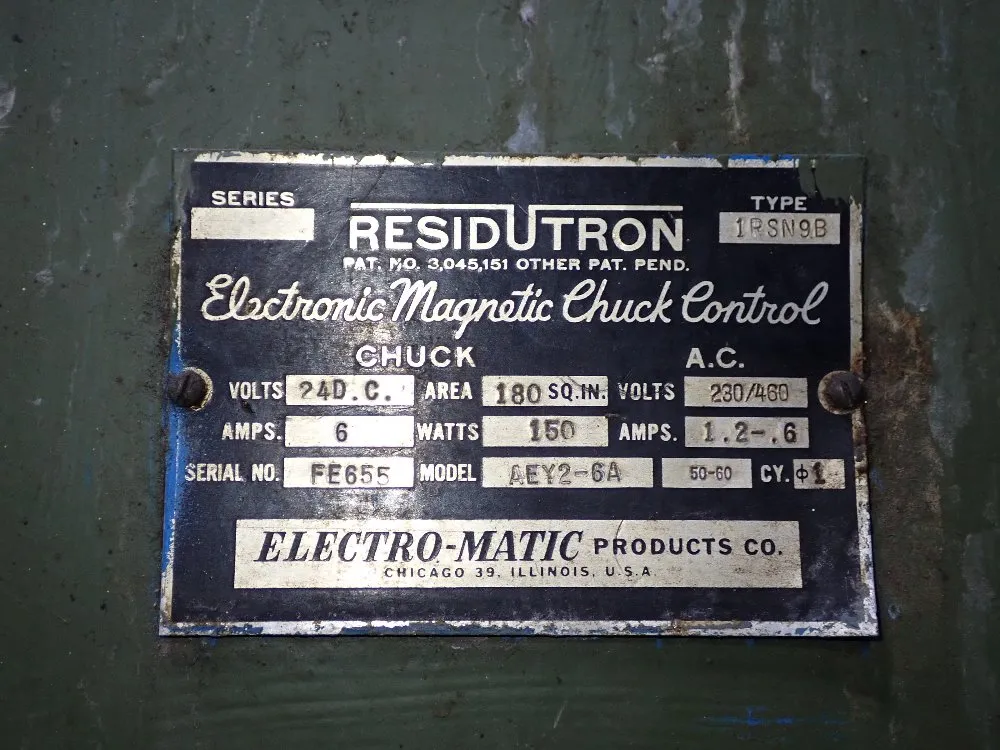 SERIES
TYPE
RESIDUTRON
1RSN9B
PAT. NO. 3,045,151 OTHER PAT. PEND.
Electronic Magnetic Chuck Control
CHUCK A.C.
VOLTS 24D.C. AREA 180 SQ.IN. VOLTS 230/460
AMPS. 6 WATTS 150 AMPS. 1.2-.6
SERIAL NO. FE655 MODEL AEY2-6A 50-60 CY. ϕ 1
ELECTRO-MATIC PRODUCTS CO.
CHICAGO 39, ILLINOIS, U.S.A